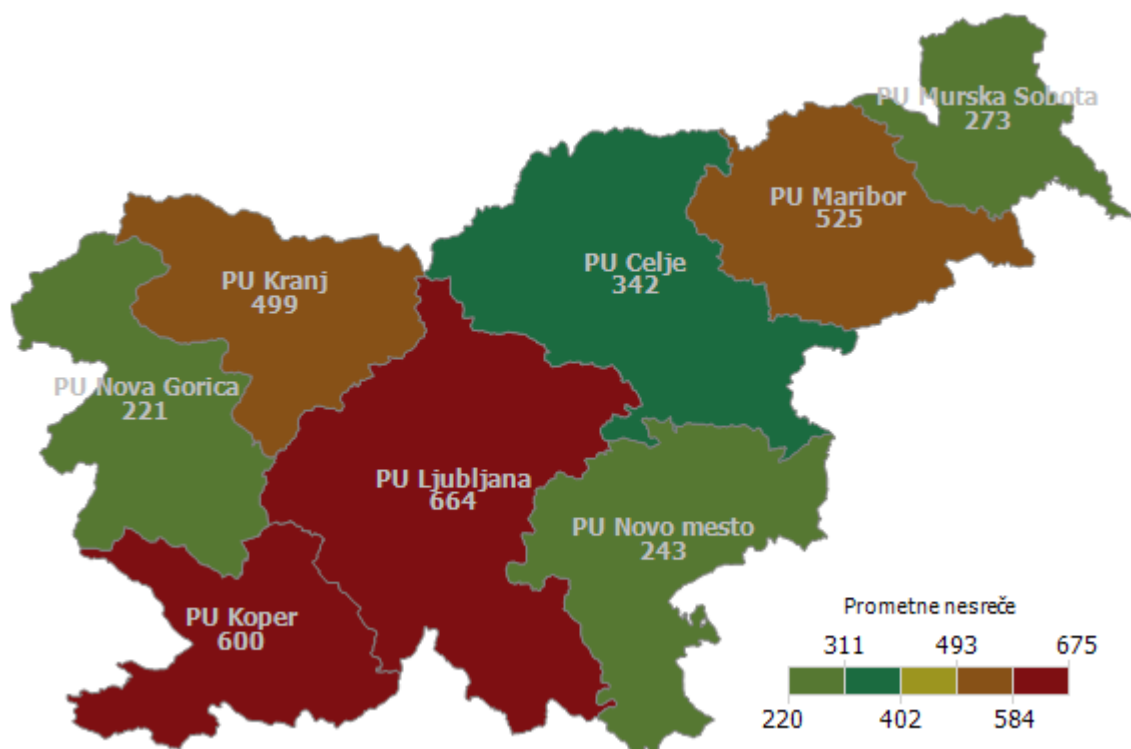 PU Murska Sobota
273
PU Maribor
525
PU Celje
342
PU Kranj
499
PU Nova Gorica
221
PU Ljubljana
664
PU Novo mesto
243
PU Koper
600
Prometne nesreče
311 493 675
220 402 584